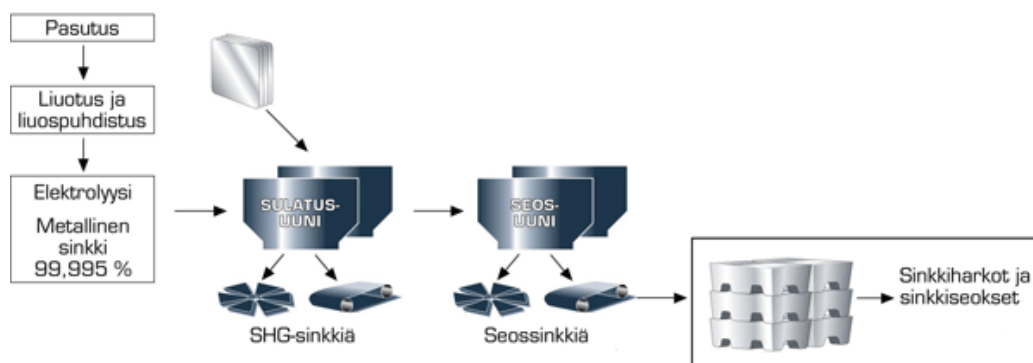 Pasutus
Liuotus ja
liuospuhdistus
Elektrolyysi
Metallinen
sinkki
99,995 %
SULATUS-
UUNI
SEOS-
UUNI
SHG-sinkkiä
Seossinkkiä
Sinkkiharkot ja
sinkkiseokset